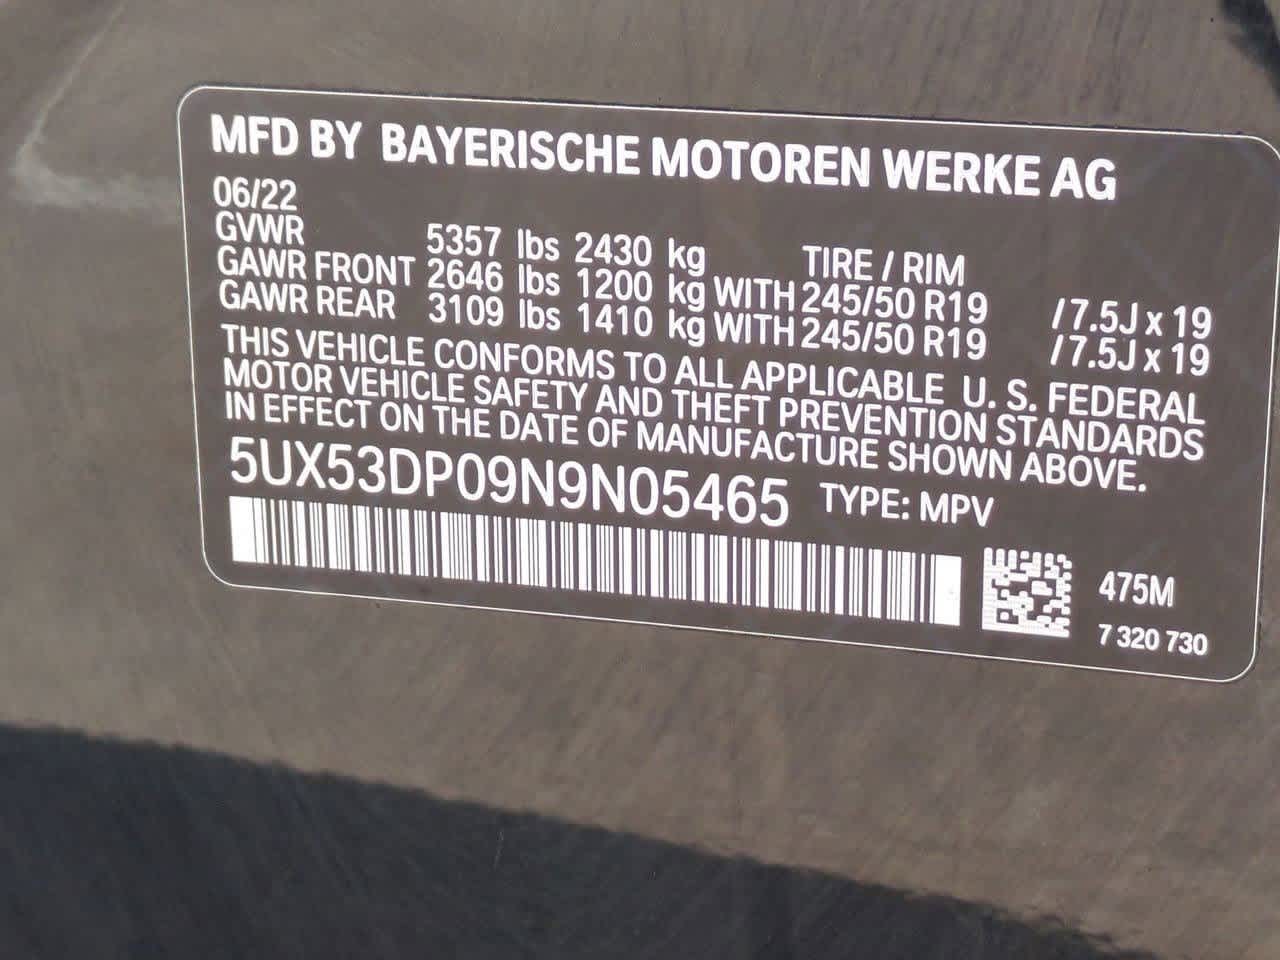 MFD BY BAYERISCHE MOTOREN WERKE AG
06/22
GVWR 5357 lbs 2430 kg TIRE / RIM
GAWR FRONT 2646 lbs 1200 kg WITH 245/50 R19 / 7.5J x 19
GAWR REAR 3109 lbs 1410 kg WITH 245/50 R19 / 7.5J x 19
THIS VEHICLE CONFORMS TO ALL APPLICABLE U. S. FEDERAL
MOTOR VEHICLE SAFETY AND THEFT PREVENTION STANDARDS
IN EFFECT ON THE DATE OF MANUFACTURE SHOWN ABOVE.
5UX53DP09N9N05465 TYPE: MPV
475M
7 320 730